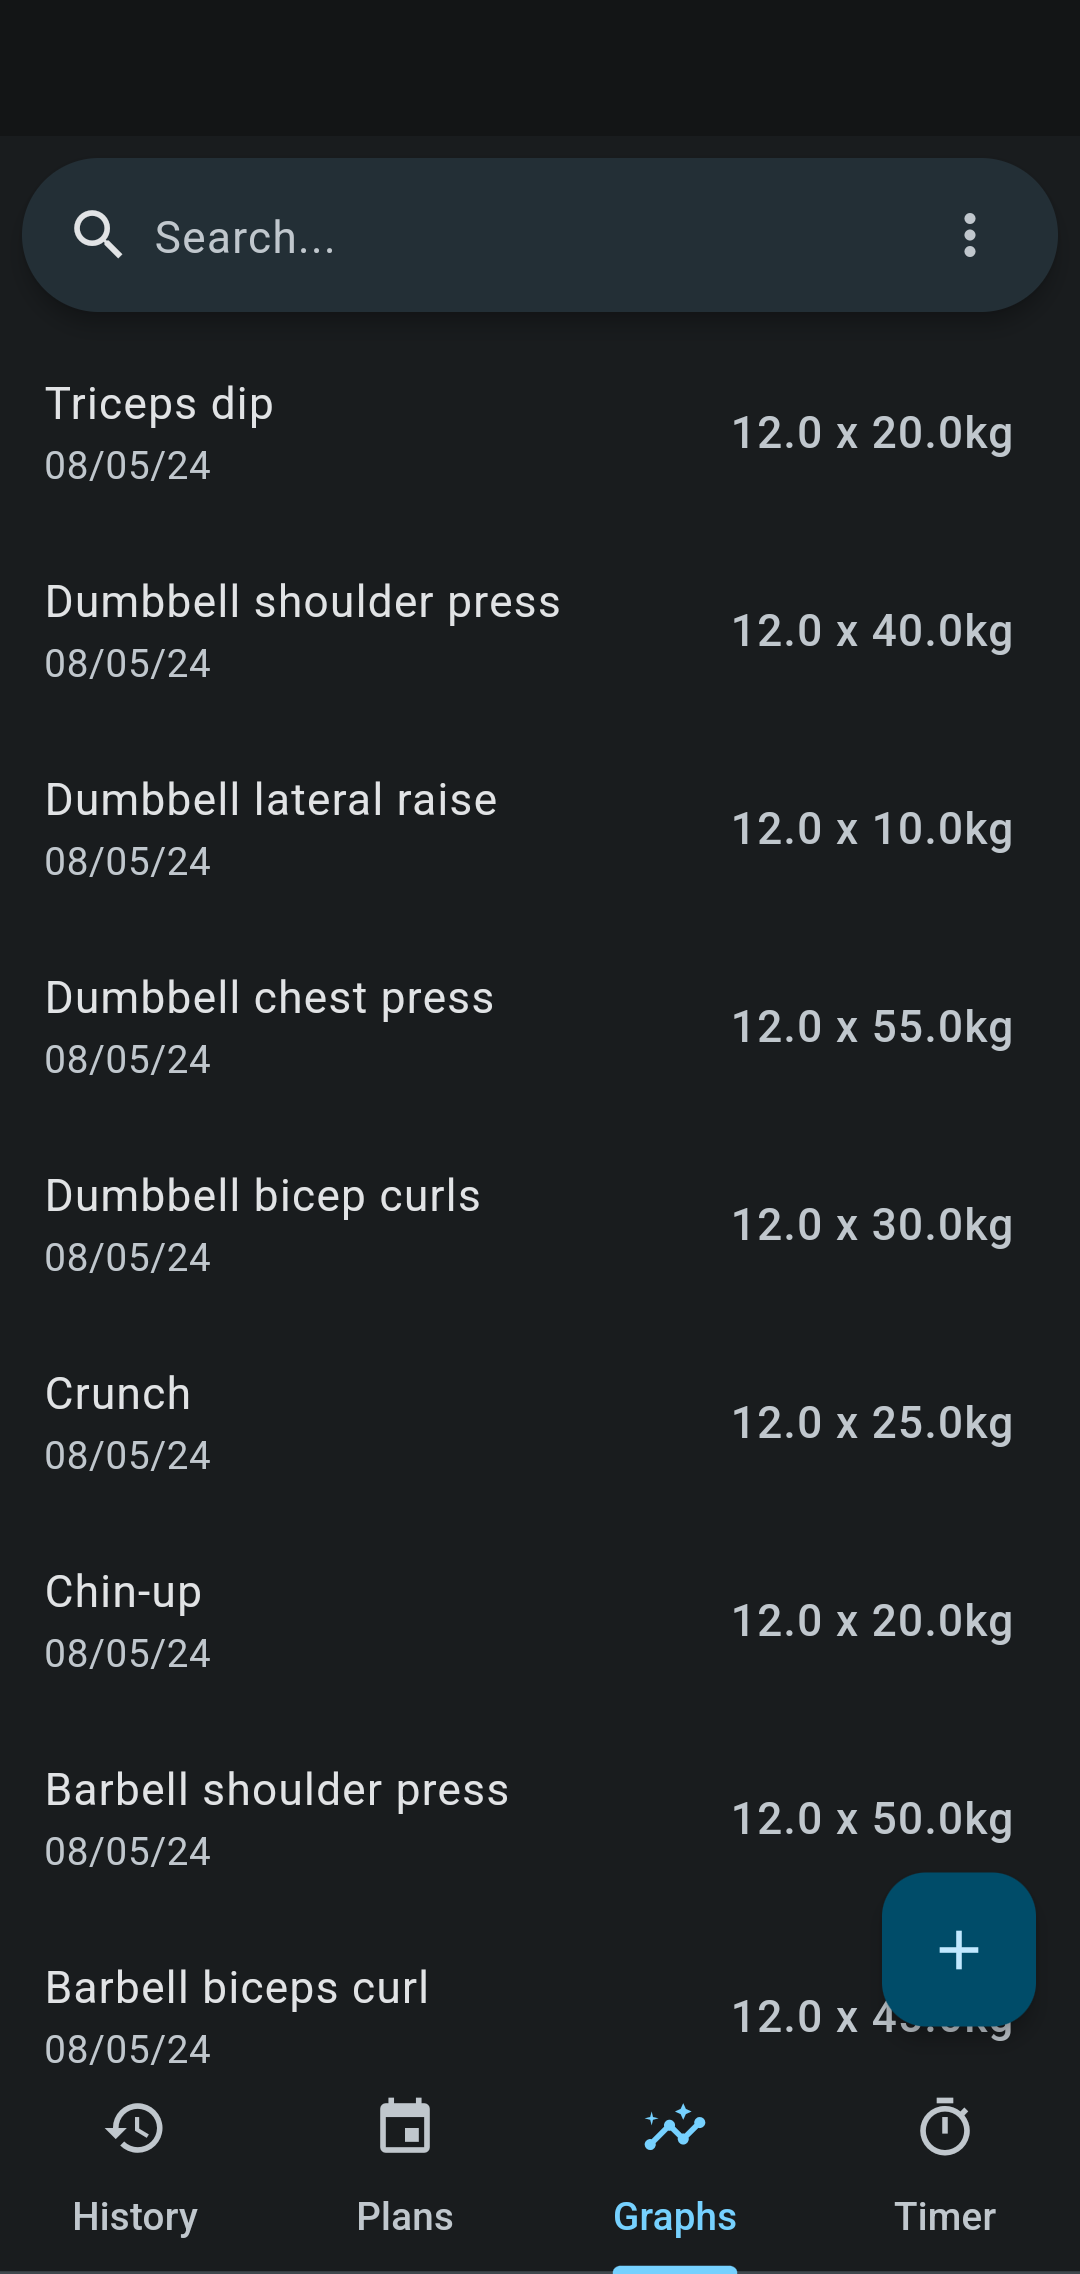 Search...
Triceps dip
08/05/24
12.0 x 20.0kg
Dumbbell shoulder press
08/05/24
12.0 x 40.0kg
Dumbbell lateral raise
08/05/24
12.0 x 10.0kg
Dumbbell chest press
08/05/24
12.0 x 55.0kg
Dumbbell bicep curls
08/05/24
12.0 x 30.0kg
Crunch
08/05/24
12.0 x 25.0kg
Chin-up
08/05/24
12.0 x 20.0kg
Barbell shoulder press
08/05/24
12.0 x 50.0kg
Barbell biceps curl
08/05/24
12.0 x
History
Plans
Graphs
Timer